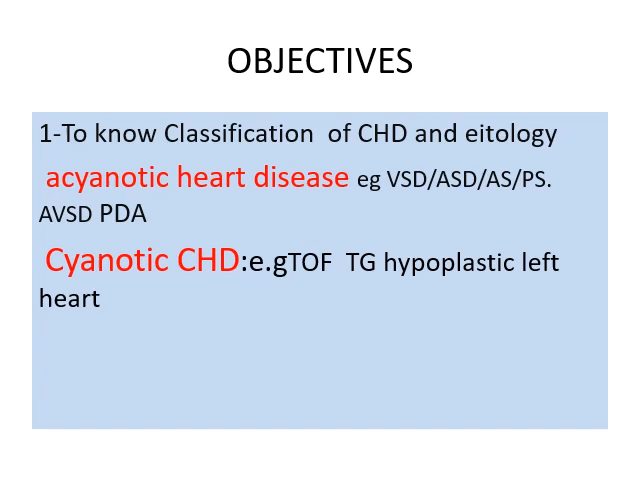 OBJECTIVES
1-To know Classification  of CHD and eitology
acyanotic heart disease eg VSD/ASD/AS/PS.
AVSD PDA
Cyanotic CHD:e.gTOF  TG hypoplastic left
heart